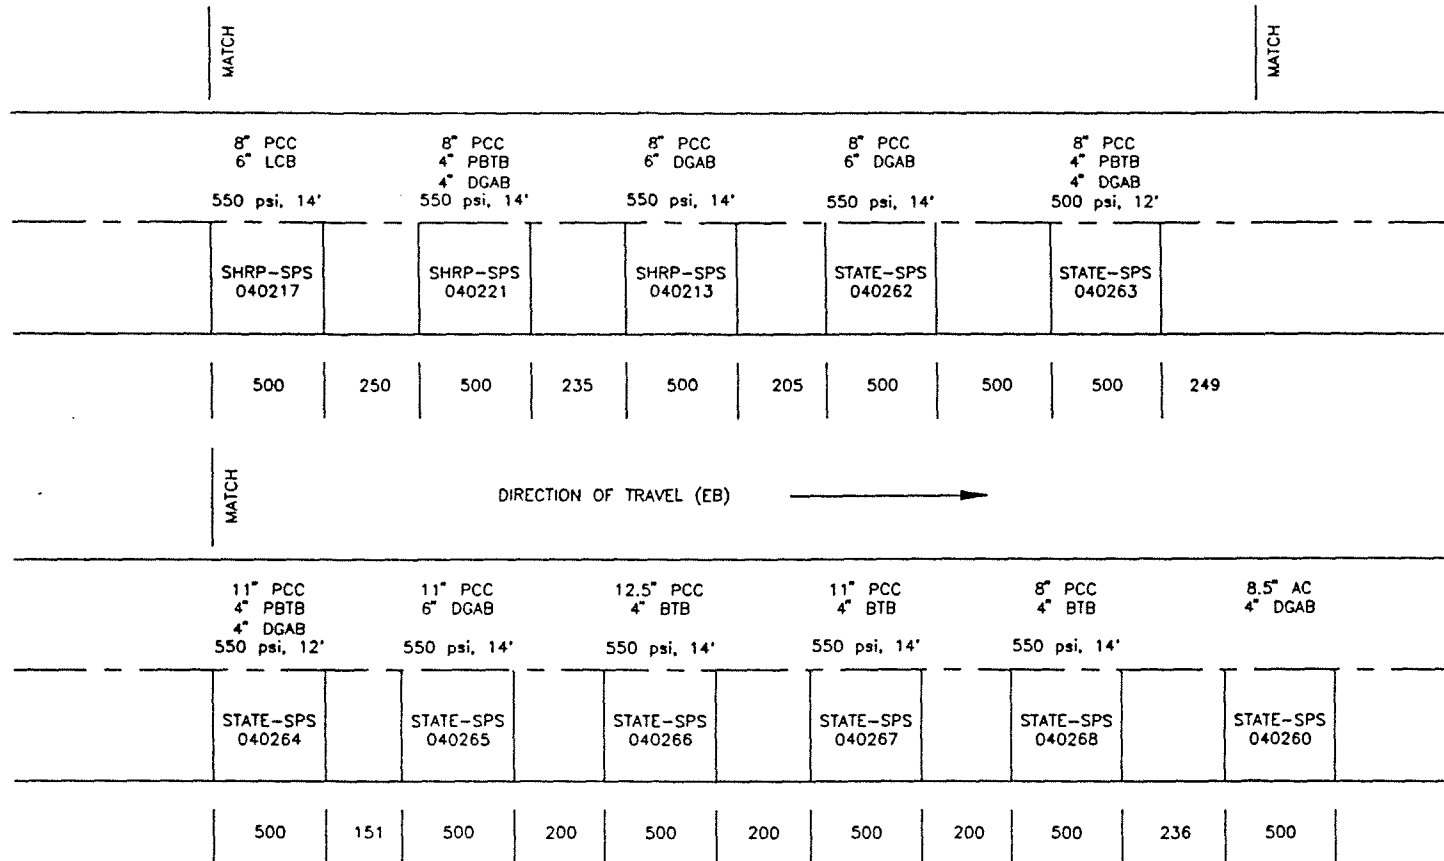 MATCH
MATCH
8" PCC
6" LCB
550 psi, 14'
8" PCC
4" PBTB
4" DGAB
550 psi, 14'
8" PCC
6" DGAB
550 psi, 14'
8" PCC
6" DGAB
550 psi, 14'
8" PCC
4" PBTB
4" DGAB
500 psi, 12'
SHRP-SPS
040217
SHRP-SPS
040221
SHRP-SPS
040213
STATE-SPS
040262
STATE-SPS
040263
500 250 500 235 500 205 500 500 500 249
MATCH
DIRECTION OF TRAVEL (EB)
11" PCC
4" PBTB
4" DGAB
550 psi, 12'
11" PCC
6" DGAB
550 psi, 14'
12.5" PCC
4" BTB
550 psi, 14'
11" PCC
4" BTB
550 psi, 14'
8" PCC
4" BTB
550 psi, 14'
8.5" AC
4" DGAB
STATE-SPS
040264
STATE-SPS
040265
STATE-SPS
040266
STATE-SPS
040267
STATE-SPS
040268
STATE-SPS
040260
500 151 500 200 500 200 500 200 500 236 500